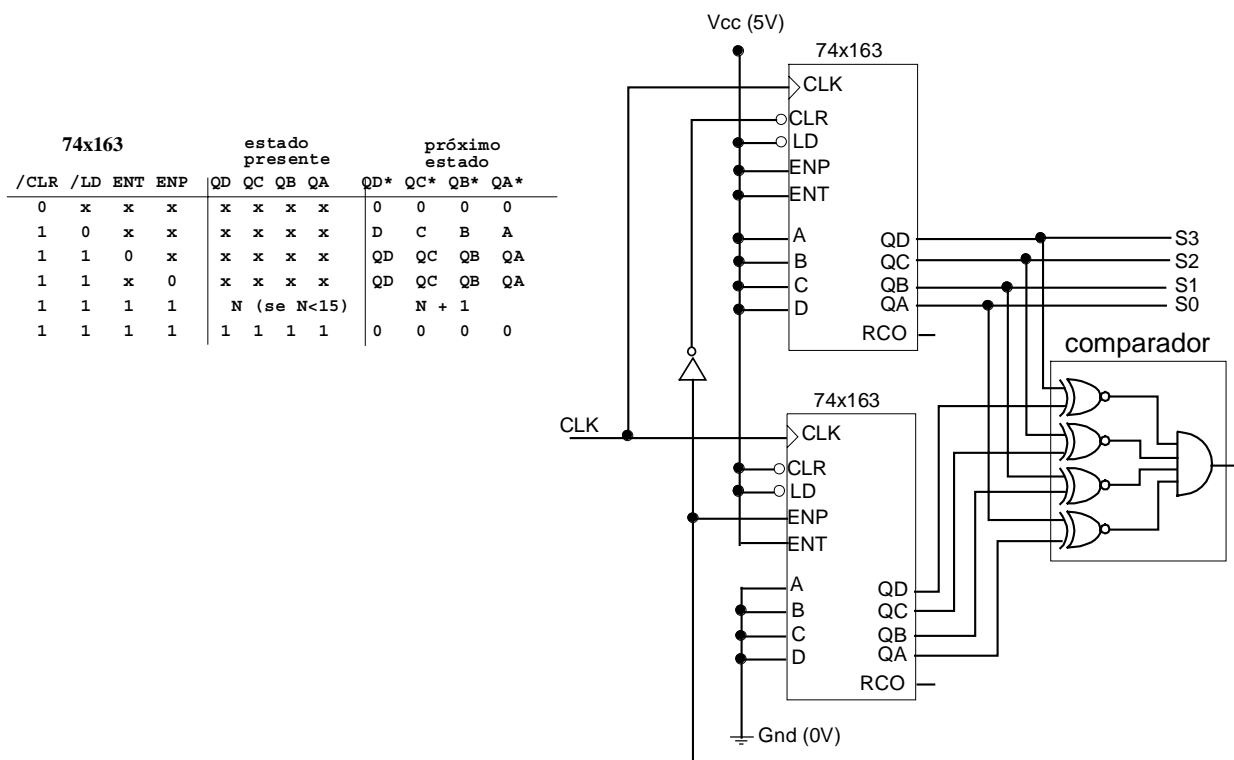 74x163
estado presente
próximo estado
/CLR /LD ENT ENP QD QC QB QA QD* QC* QB* QA*
0 x x x x x x x 0 0 0 0
1 0 x x x x x x D C B A
1 1 0 x x x x x QD QC QB QA
1 1 x 0 x x x x QD QC QB QA
1 1 1 1 N (se N<15) N + 1
1 1 1 1 1 1 1 1 0 0 0 0
Vcc (5V)
74x163
CLK
CLR
LD
ENP
ENT
A
B
C
D
QD
QC
QB
QA
RCO
S3
S2
S1
S0
comparador
CLK
74x163
CLK
CLR
LD
ENP
ENT
A
B
C
D
QD
QC
QB
QA
RCO
Gnd (0V)